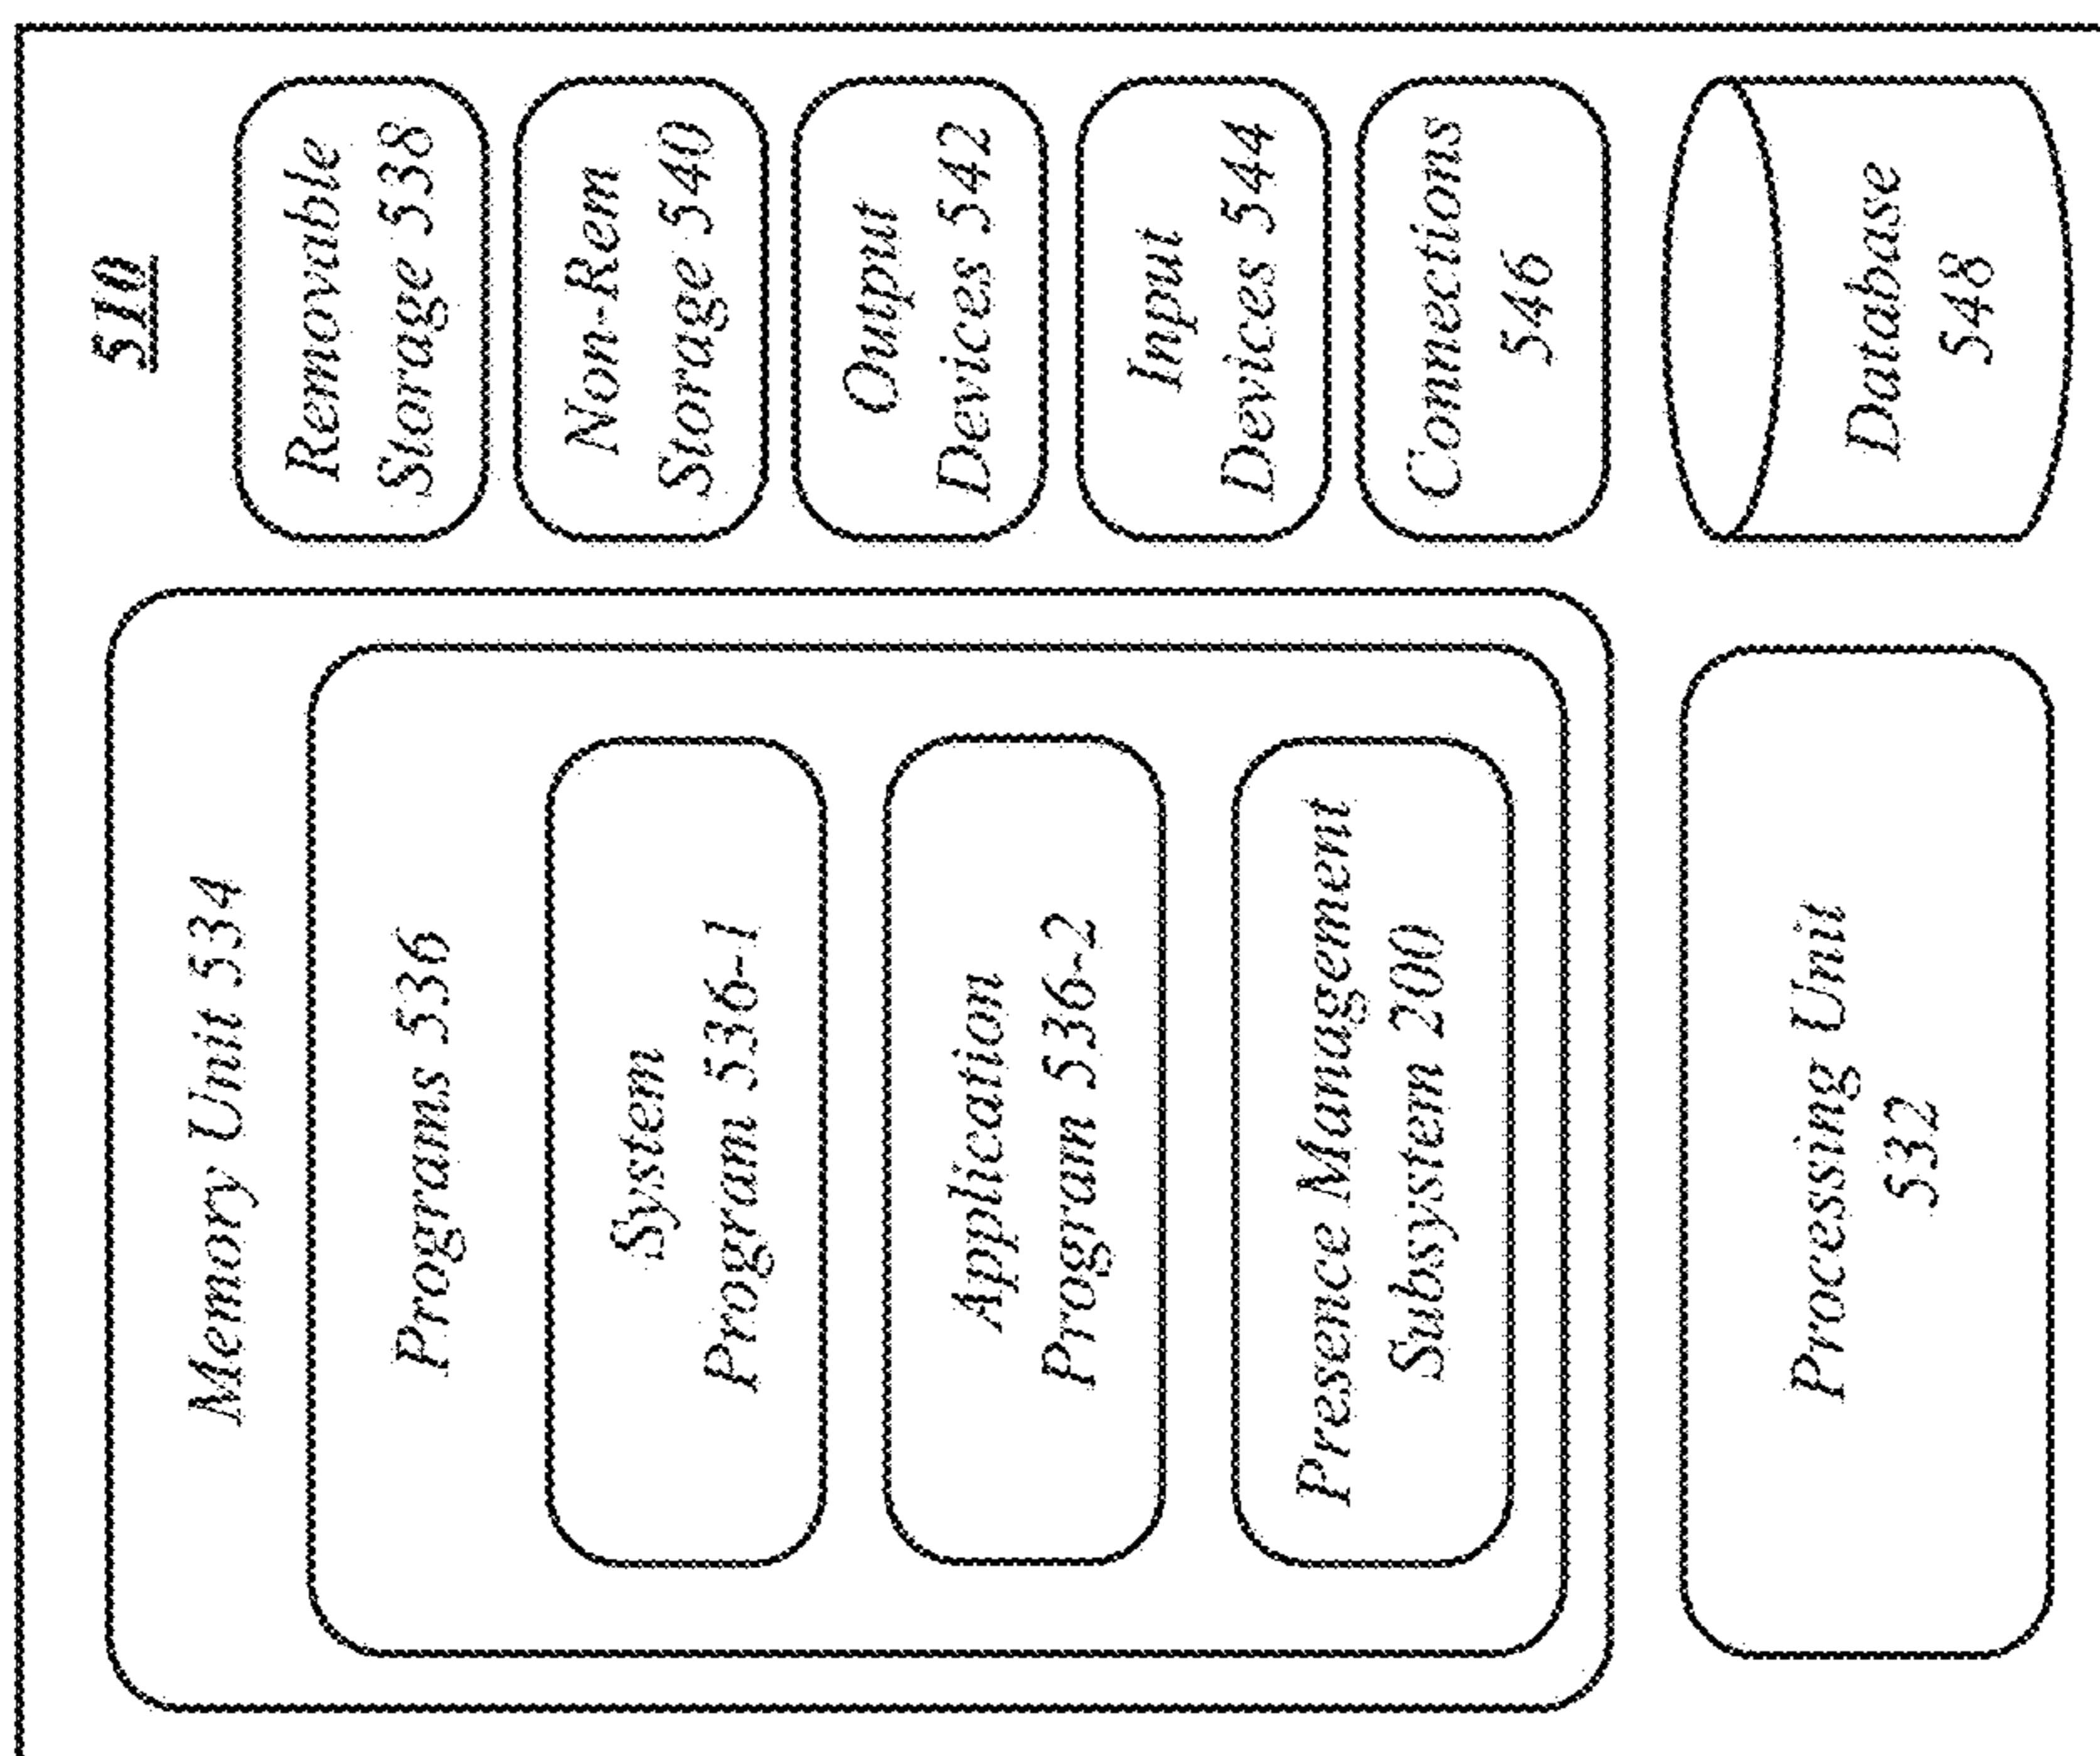 510
Memory Unit 534
Programs 536
System
Program 536-1
Application
Program 536-2
Presence Management
Subsystem 200
Processing Unit
532
Removable
Storage 538
Non-Rem
Storage 540
Output
Devices 542
Input
Devices 544
Connections
546
Database
548